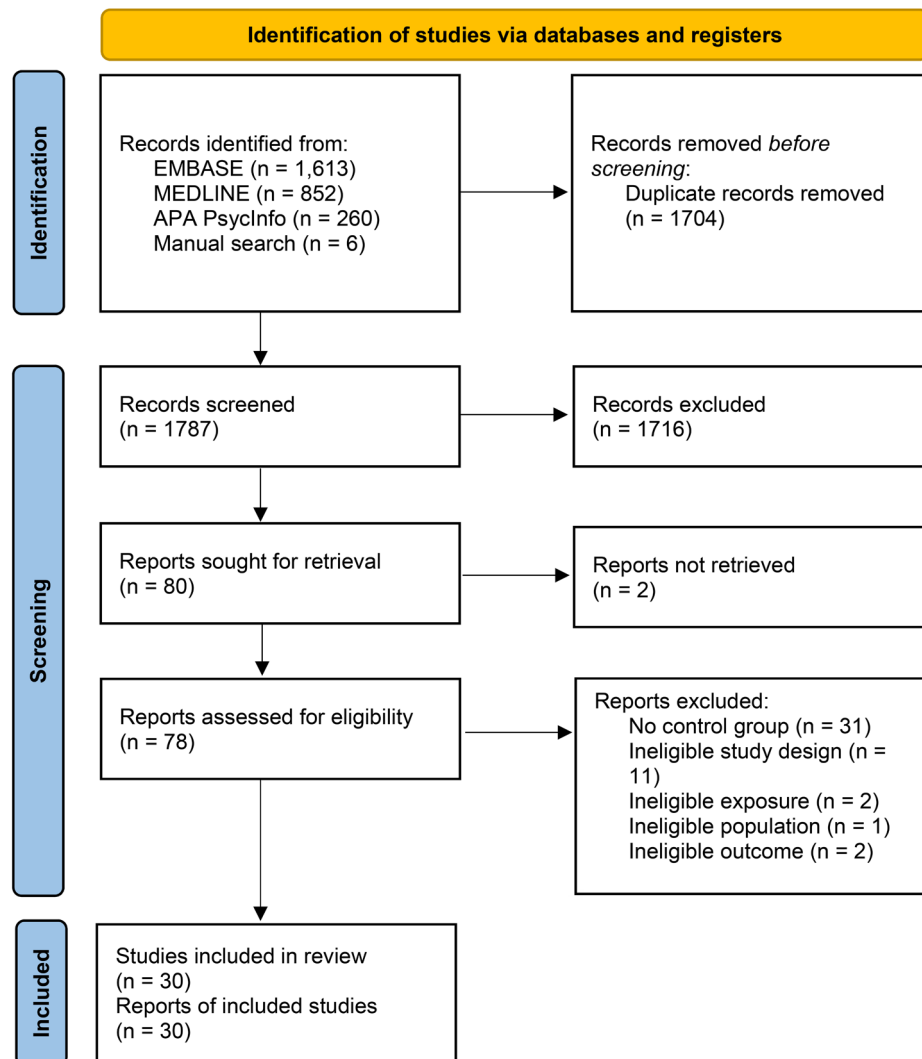 Identification of studies via databases and registers
Identification
Records identified from:
EMBASE (n = 1,613)
MEDLINE (n = 852)
APA PsycInfo (n = 260)
Manual search (n = 6)
Records removed before
screening:
Duplicate records removed
(n = 1704)
Screening
Records screened
(n = 1787)
Records excluded
(n = 1716)
Reports sought for retrieval
(n = 80)
Reports not retrieved
(n = 2)
Reports assessed for eligibility
(n = 78)
Reports excluded:
No control group (n = 31)
Ineligible study design (n =
11)
Ineligible exposure (n = 2)
Ineligible population (n = 1)
Ineligible outcome (n = 2)
Included
Studies included in review
(n = 30)
Reports of included studies
(n = 30)